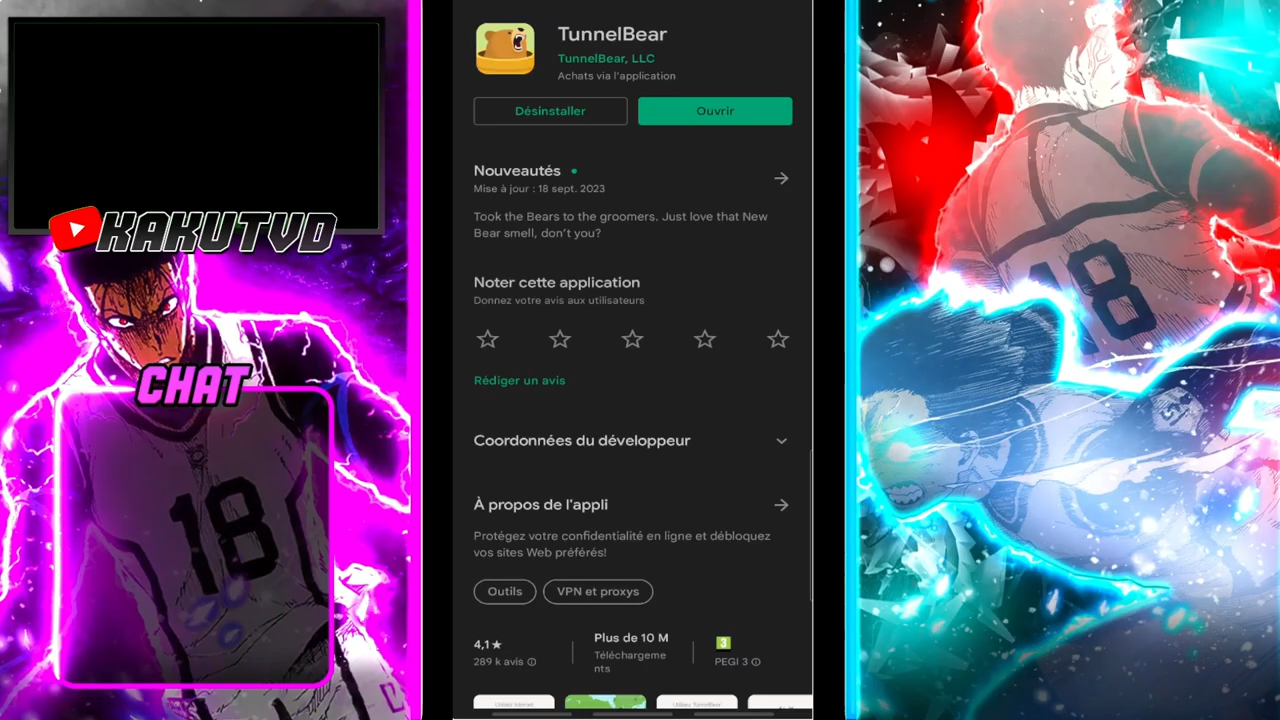 KAKUTVD
CHAT
18
TunnelBear
TunnelBear, LLC
Achats via l'application
Désinstaller
Ouvrir
Nouveautés
Mise à jour : 18 sept. 2023
Took the Bears to the groomers. Just love that New
Bear smell, don't you?
Noter cette application
Donnez votre avis aux utilisateurs
Rédiger un avis
Coordonnées du développeur
À propos de l'appli
Protégez votre confidentialité en ligne et débloquez
vos sites Web préférés!
Outils
VPN et proxys
4,1★
289 k avis
Plus de 10 M
Téléchargeme
nts
3
PEGI 3
18